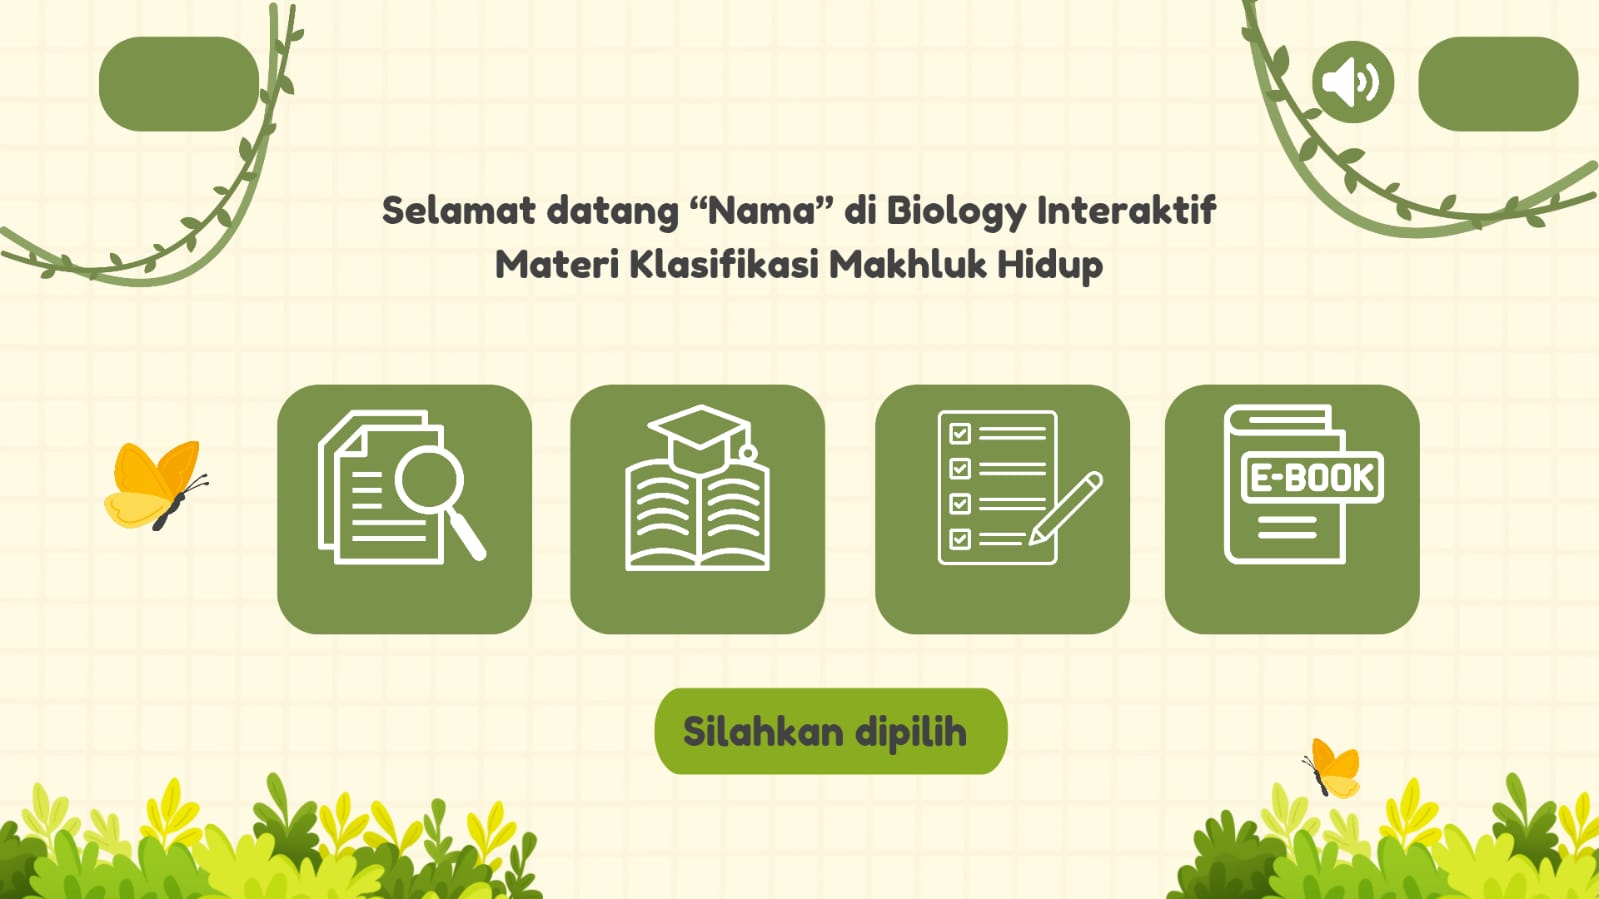 Selamat datang “Nama” di Biology Interaktif
Materi Klasifikasi Makhluk Hidup
E-BOOK
Silahkan dipilih